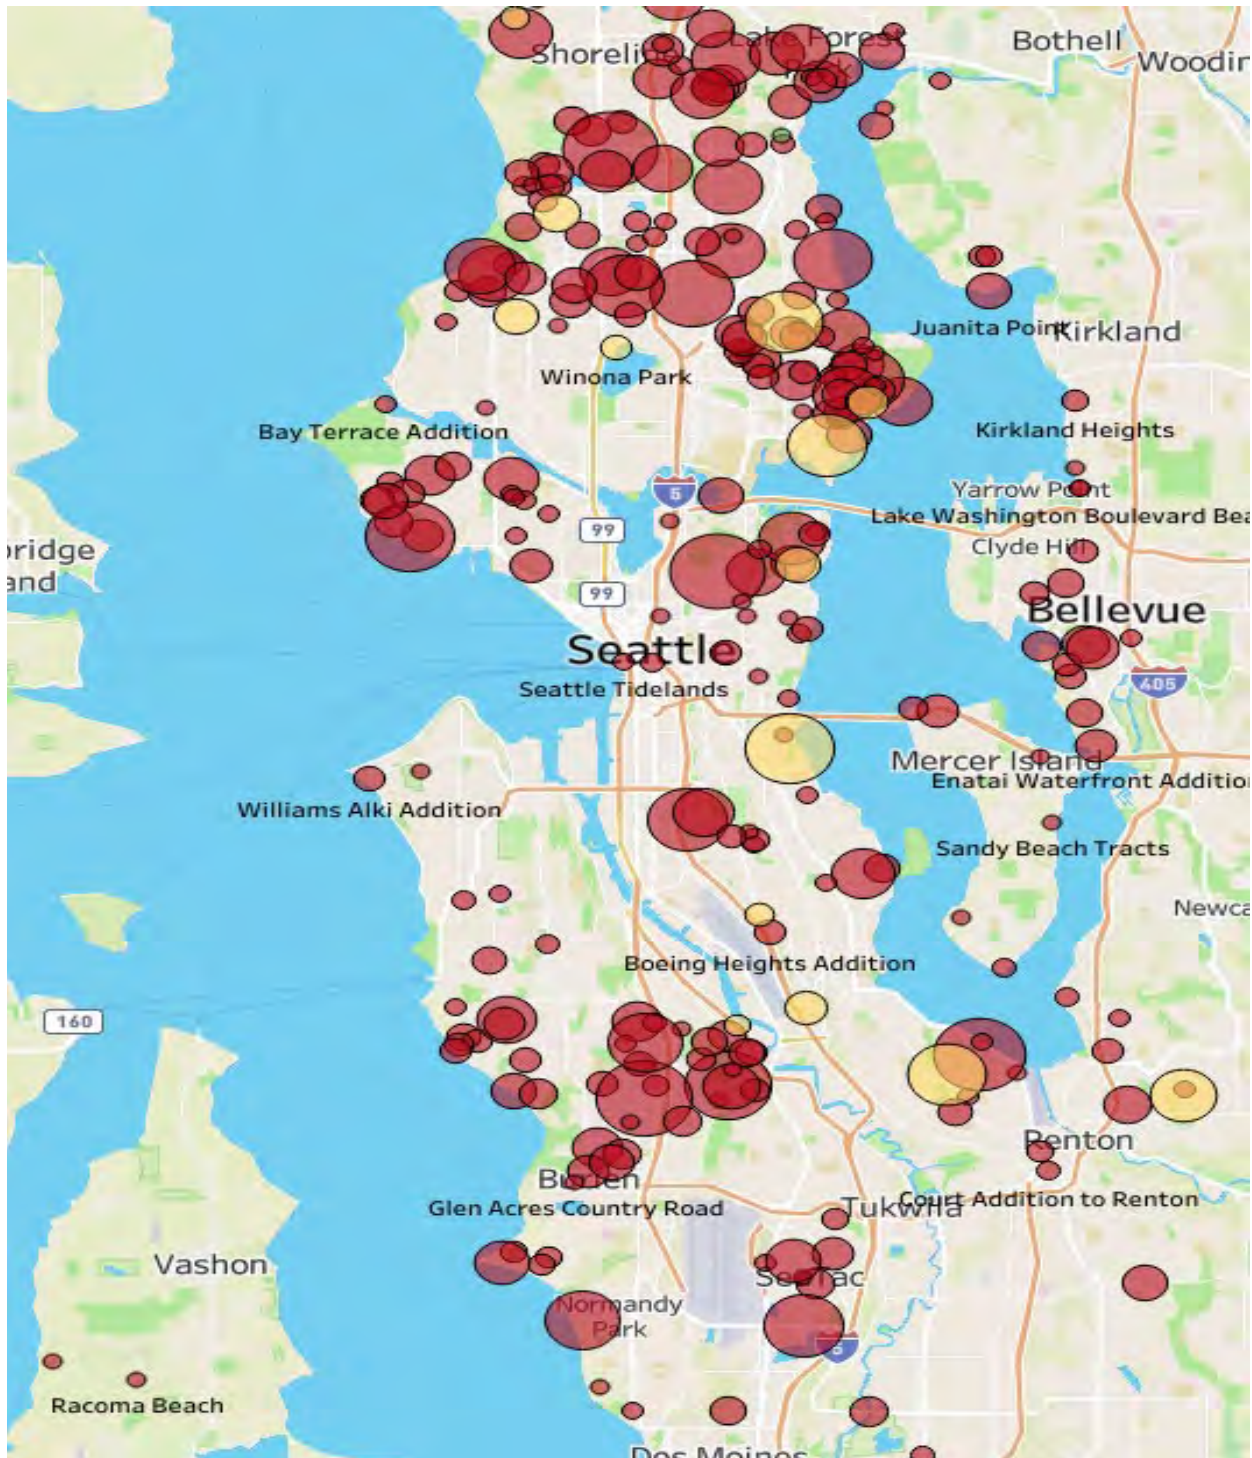 Lake Forest
Park
Bothell
Shoreline
Woodin
Juanita Point
Kirkland
Winona Park
Bay Terrace Addition
Kirkland Heights
Yarrow Point
5
Lake Washington Boulevard Bea
99
Clyde Hill
bridge
and
99
Bellevue
Seattle
Seattle Tidelands
405
Mercer Island
Enatai Waterfront Addition
Williams Alki Addition
Sandy Beach Tracts
Newca
Boeing Heights Addition
160
Renton
Burien
Court Addition to Renton
Glen Acres Country Road
Tukwila
Vashon
SeaTac
Normandy
Park
5
Racoma Beach
Des Moines